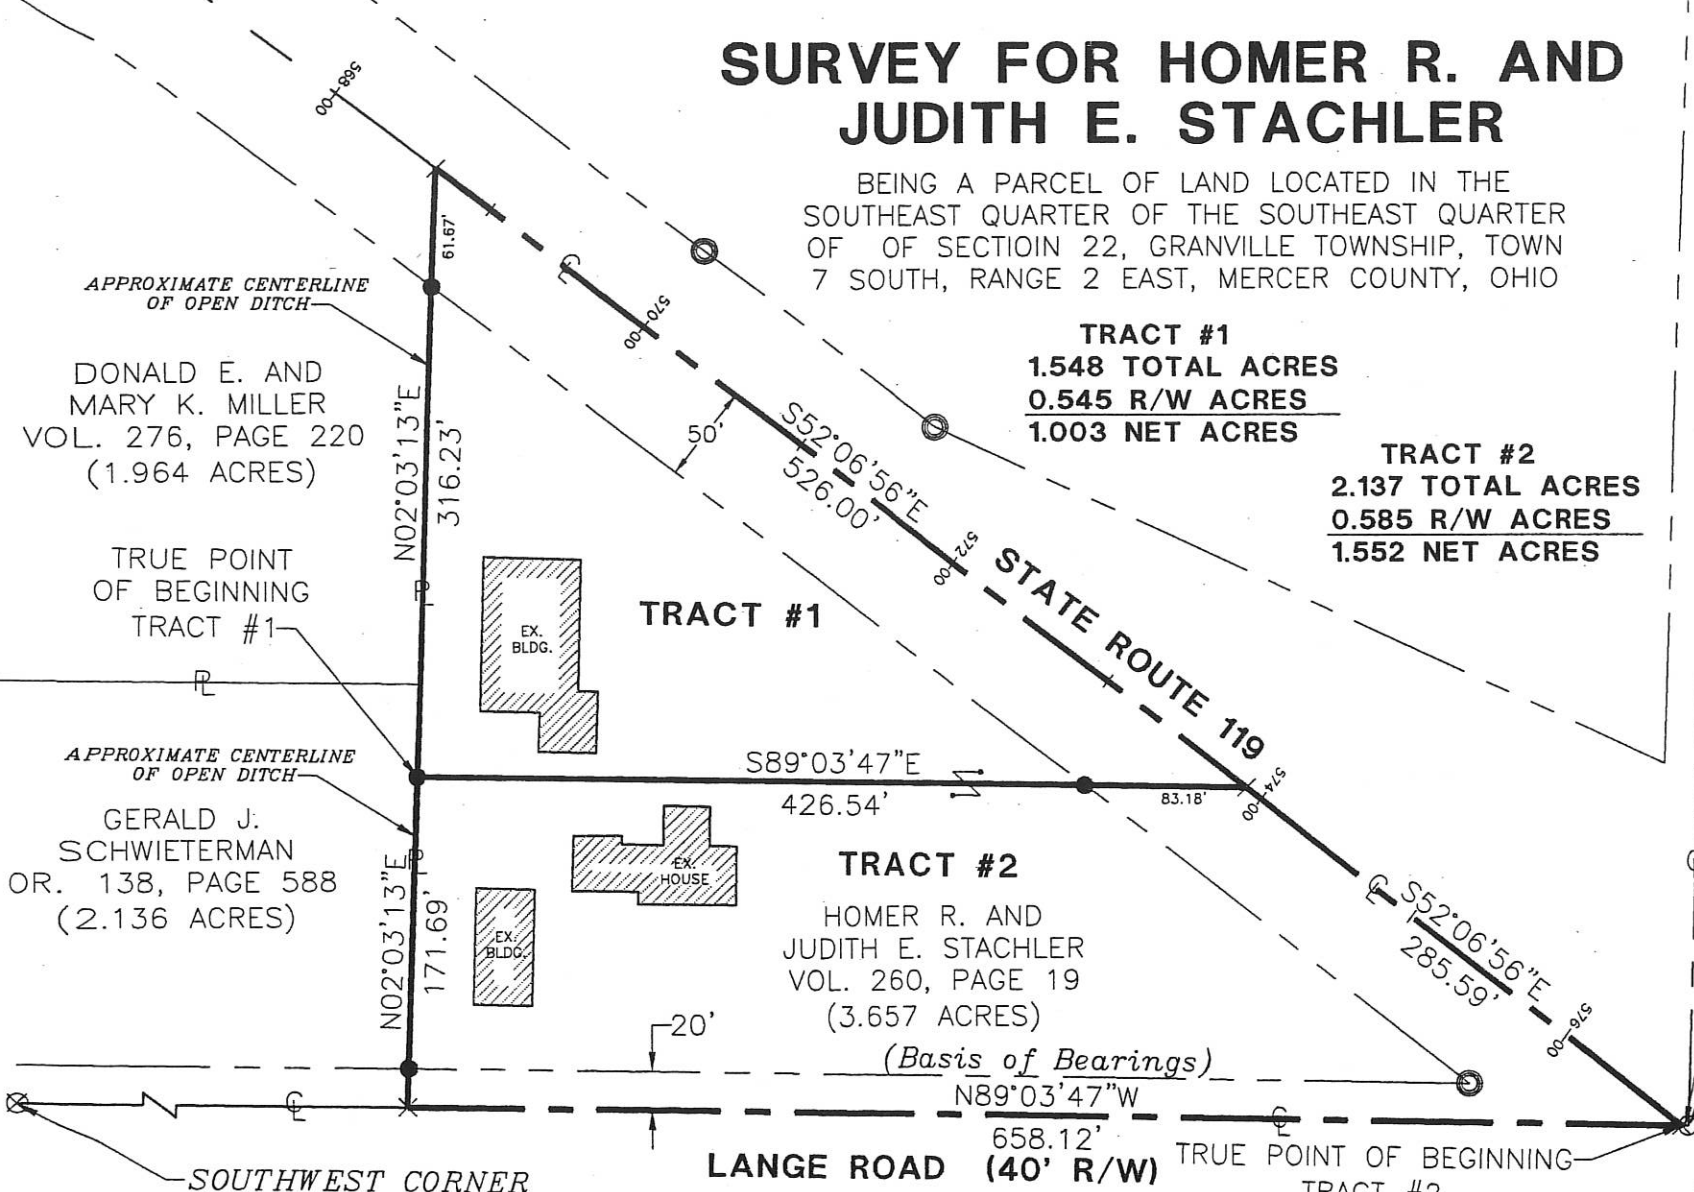 SURVEY FOR HOMER R. AND
JUDITH E. STACHLER
BEING A PARCEL OF LAND LOCATED IN THE
SOUTHEAST QUARTER OF THE SOUTHEAST QUARTER
OF OF SECTIOIN 22, GRANVILLE TOWNSHIP, TOWN
7 SOUTH, RANGE 2 EAST, MERCER COUNTY, OHIO
TRACT #1
1.548 TOTAL ACRES
0.545 R/W ACRES
1.003 NET ACRES
TRACT #2
2.137 TOTAL ACRES
0.585 R/W ACRES
1.552 NET ACRES
568+00
61.67'
APPROXIMATE CENTERLINE
OF OPEN DITCH
DONALD E. AND
MARY K. MILLER
VOL. 276, PAGE 220
(1.964 ACRES)
N02°03'13"E
316.23'
℄
570+00
50'
S52°06'56"E
526.00'
572+00
STATE ROUTE 119
TRUE POINT
OF BEGINNING
TRACT #1
PL
PL
EX.
BLDG.
TRACT #1
S89°03'47"E
426.54'
83.18'
574+00
APPROXIMATE CENTERLINE
OF OPEN DITCH
GERALD J.
SCHWIETERMAN
OR. 138, PAGE 588
(2.136 ACRES)
PL
N02°03'13"E
171.69'
EX.
HOUSE
EX.
BLDG.
TRACT #2
HOMER R. AND
JUDITH E. STACHLER
VOL. 260, PAGE 19
(3.657 ACRES)
℄
S52°06'56"E
285.59'
576+00
20'
(Basis of Bearings)
N89°03'47"W
658.12'
℄
℄
LANGE ROAD (40' R/W)
TRUE POINT OF BEGINNING
TRACT #2
SOUTHWEST CORNER